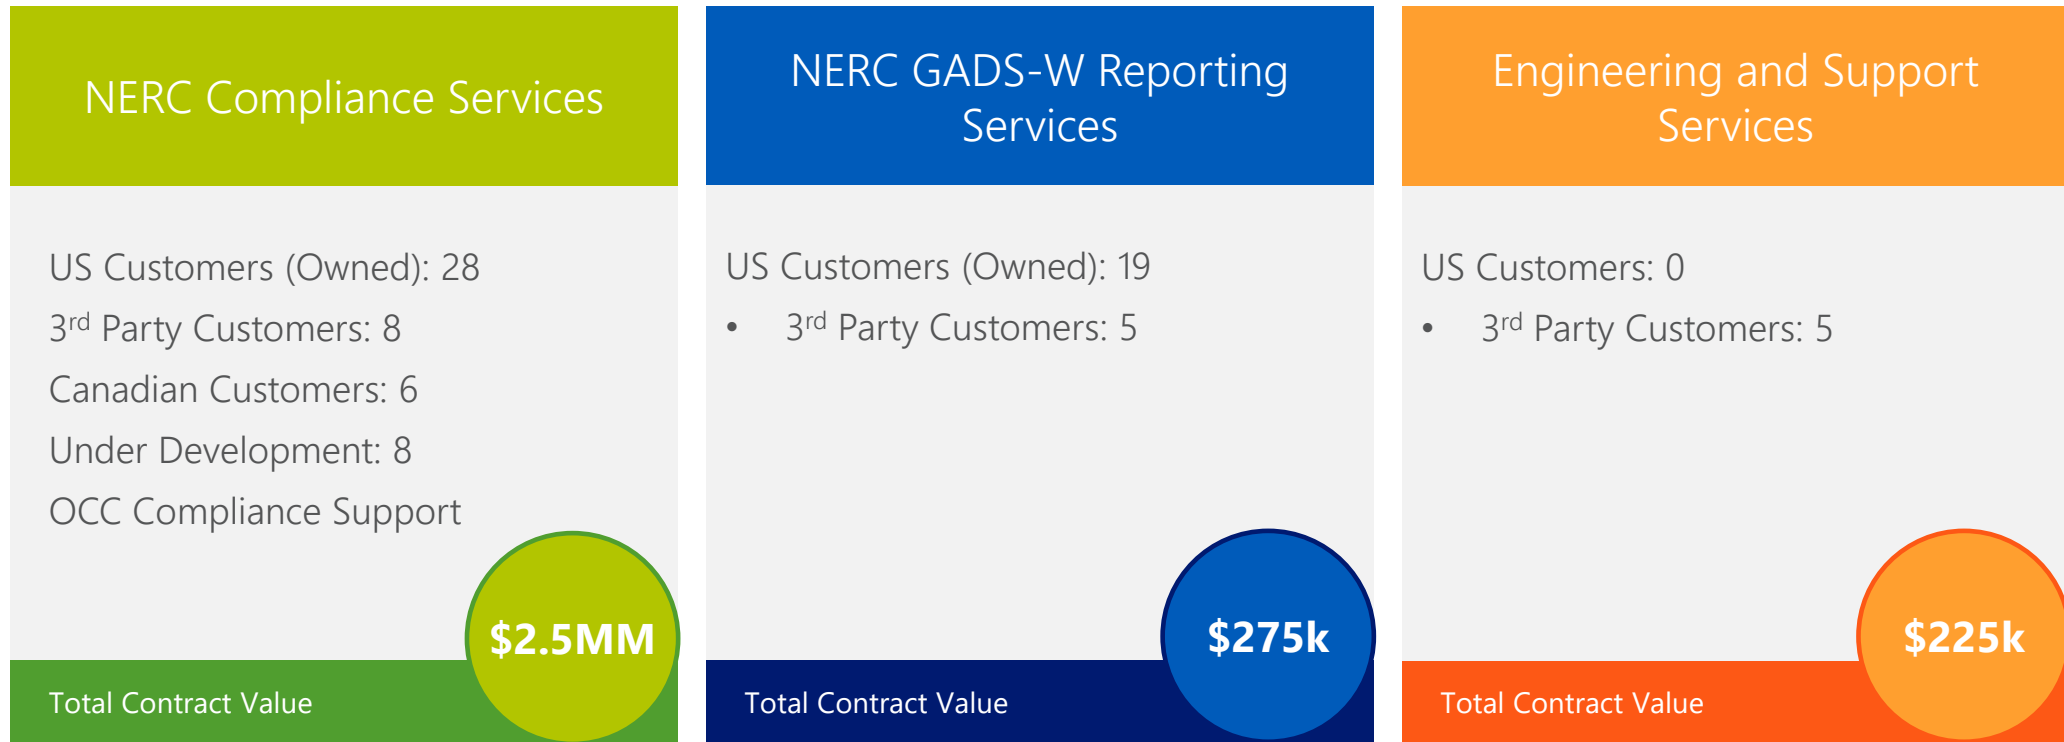 NERC Compliance Services
US Customers (Owned): 28
3rd Party Customers: 8
Canadian Customers: 6
Under Development: 8
OCC Compliance Support
$2.5MM
Total Contract Value
NERC GADS-W Reporting
Services
US Customers (Owned): 19
• 3rd Party Customers: 5
$275k
Total Contract Value
Engineering and Support
Services
US Customers: 0
• 3rd Party Customers: 5
$225k
Total Contract Value